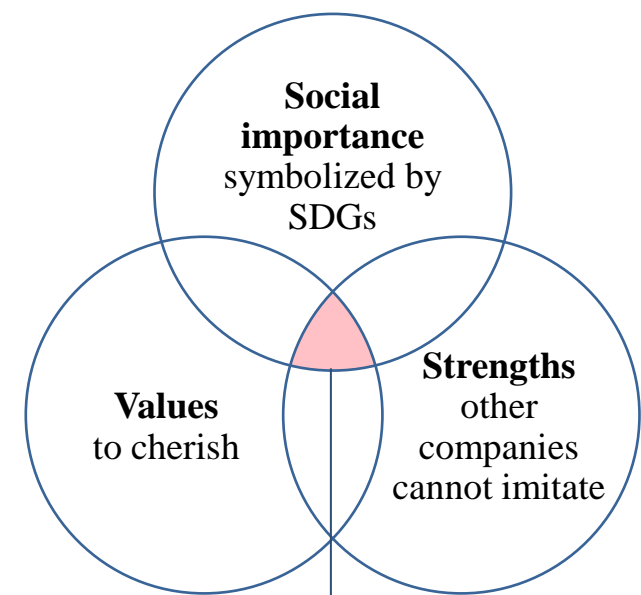 Social
importance
symbolized by
SDGs
Values
to cherish
Strengths
other
companies
cannot imitate